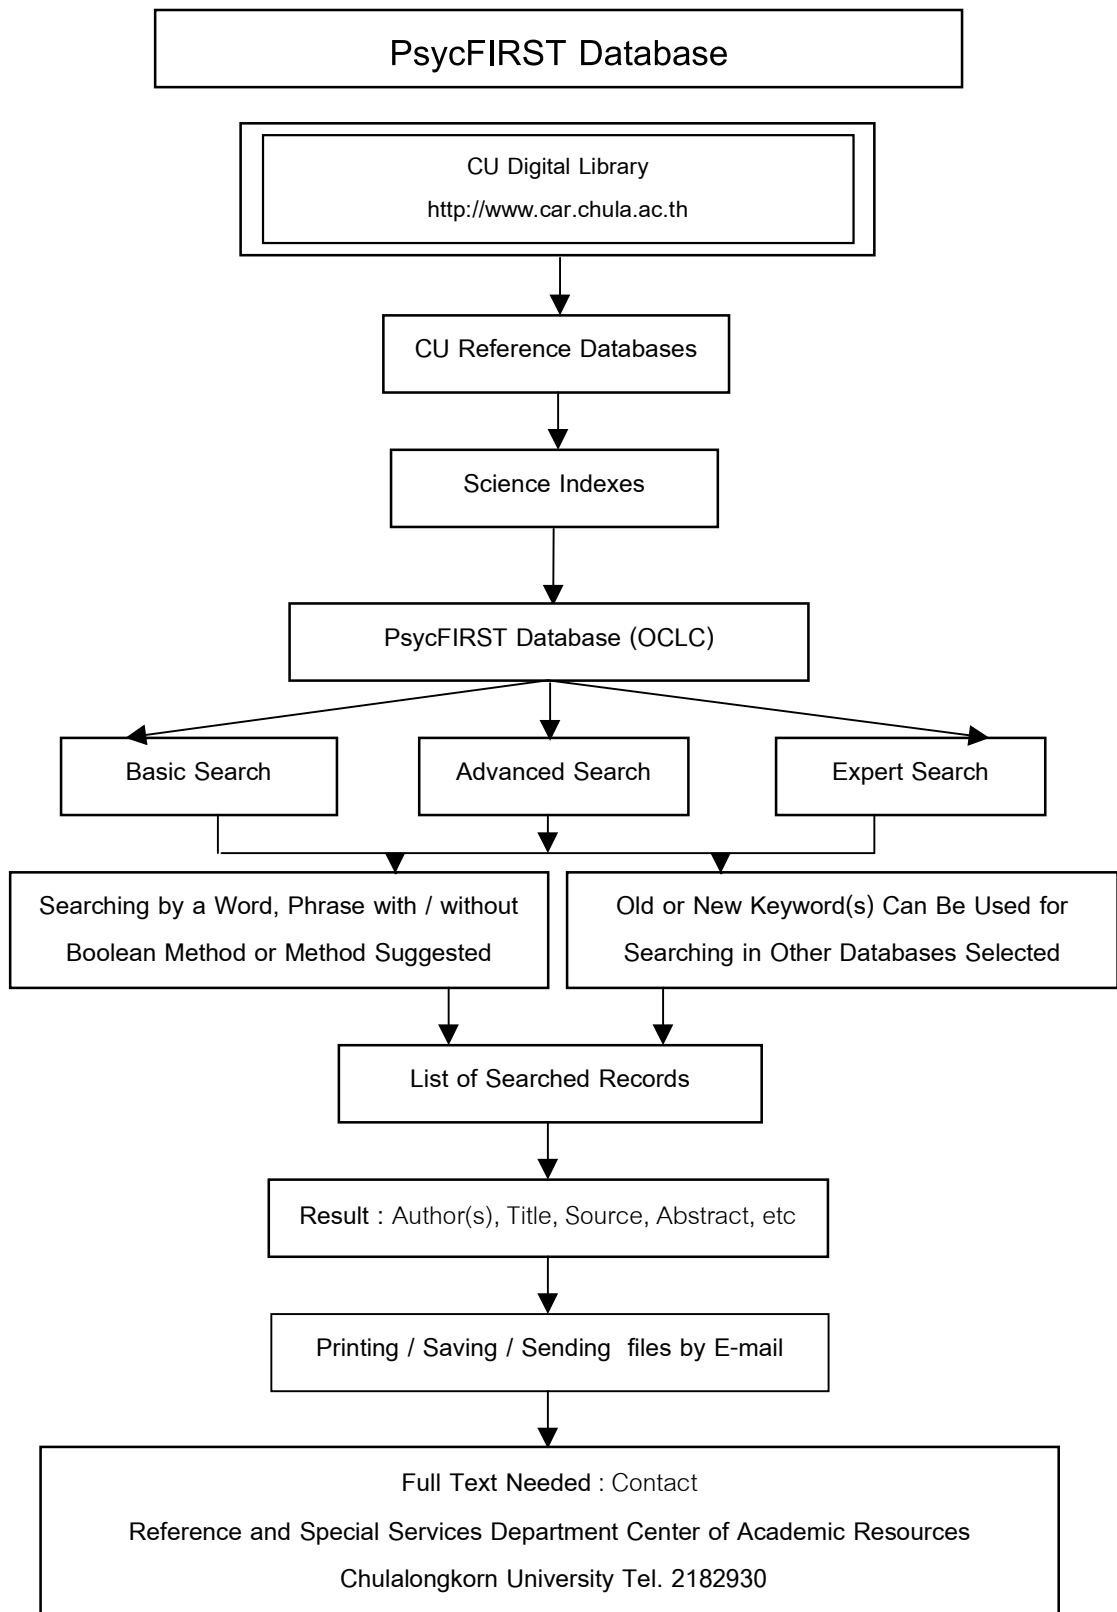 PsycFIRST Database
CU Digital Library
http://www.car.chula.ac.th
CU Reference Databases
Science Indexes
PsycFIRST Database (OCLC)
Basic Search
Advanced Search
Expert Search
Searching by a Word, Phrase with / without
Boolean Method or Method Suggested
Old or New Keyword(s) Can Be Used for
Searching in Other Databases Selected
List of Searched Records
Result : Author(s), Title, Source, Abstract, etc
Printing / Saving / Sending files by E-mail
Full Text Needed : Contact
Reference and Special Services Department Center of Academic Resources
Chulalongkorn University Tel. 2182930